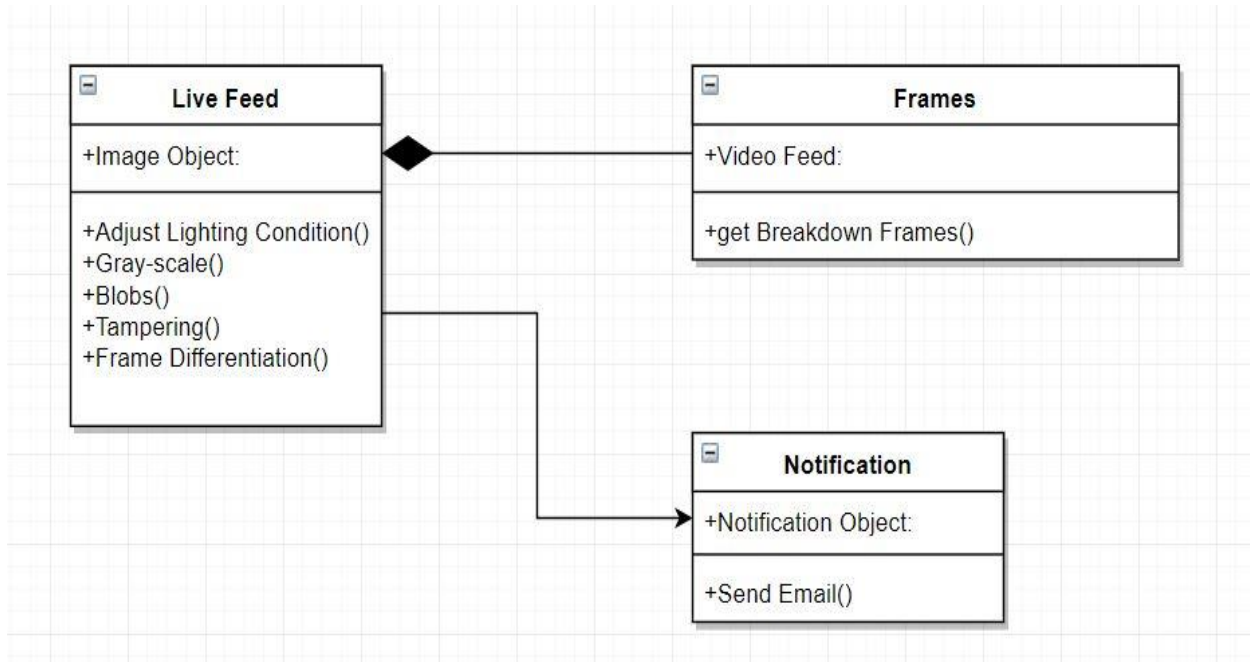 Live Feed
+Image Object:
+Adjust Lighting Condition()
+Gray-scale()
+Blobs()
+Tampering()
+Frame Differentiation()
Frames
+Video Feed:
+get Breakdown Frames()
Notification
+Notification Object:
+Send Email()